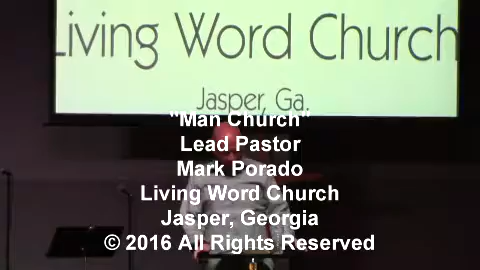 Living Word Church
Jasper, Ga.
"Man Church"
Lead Pastor
Mark Porado
Living Word Church
Jasper, Georgia
© 2016 All Rights Reserved